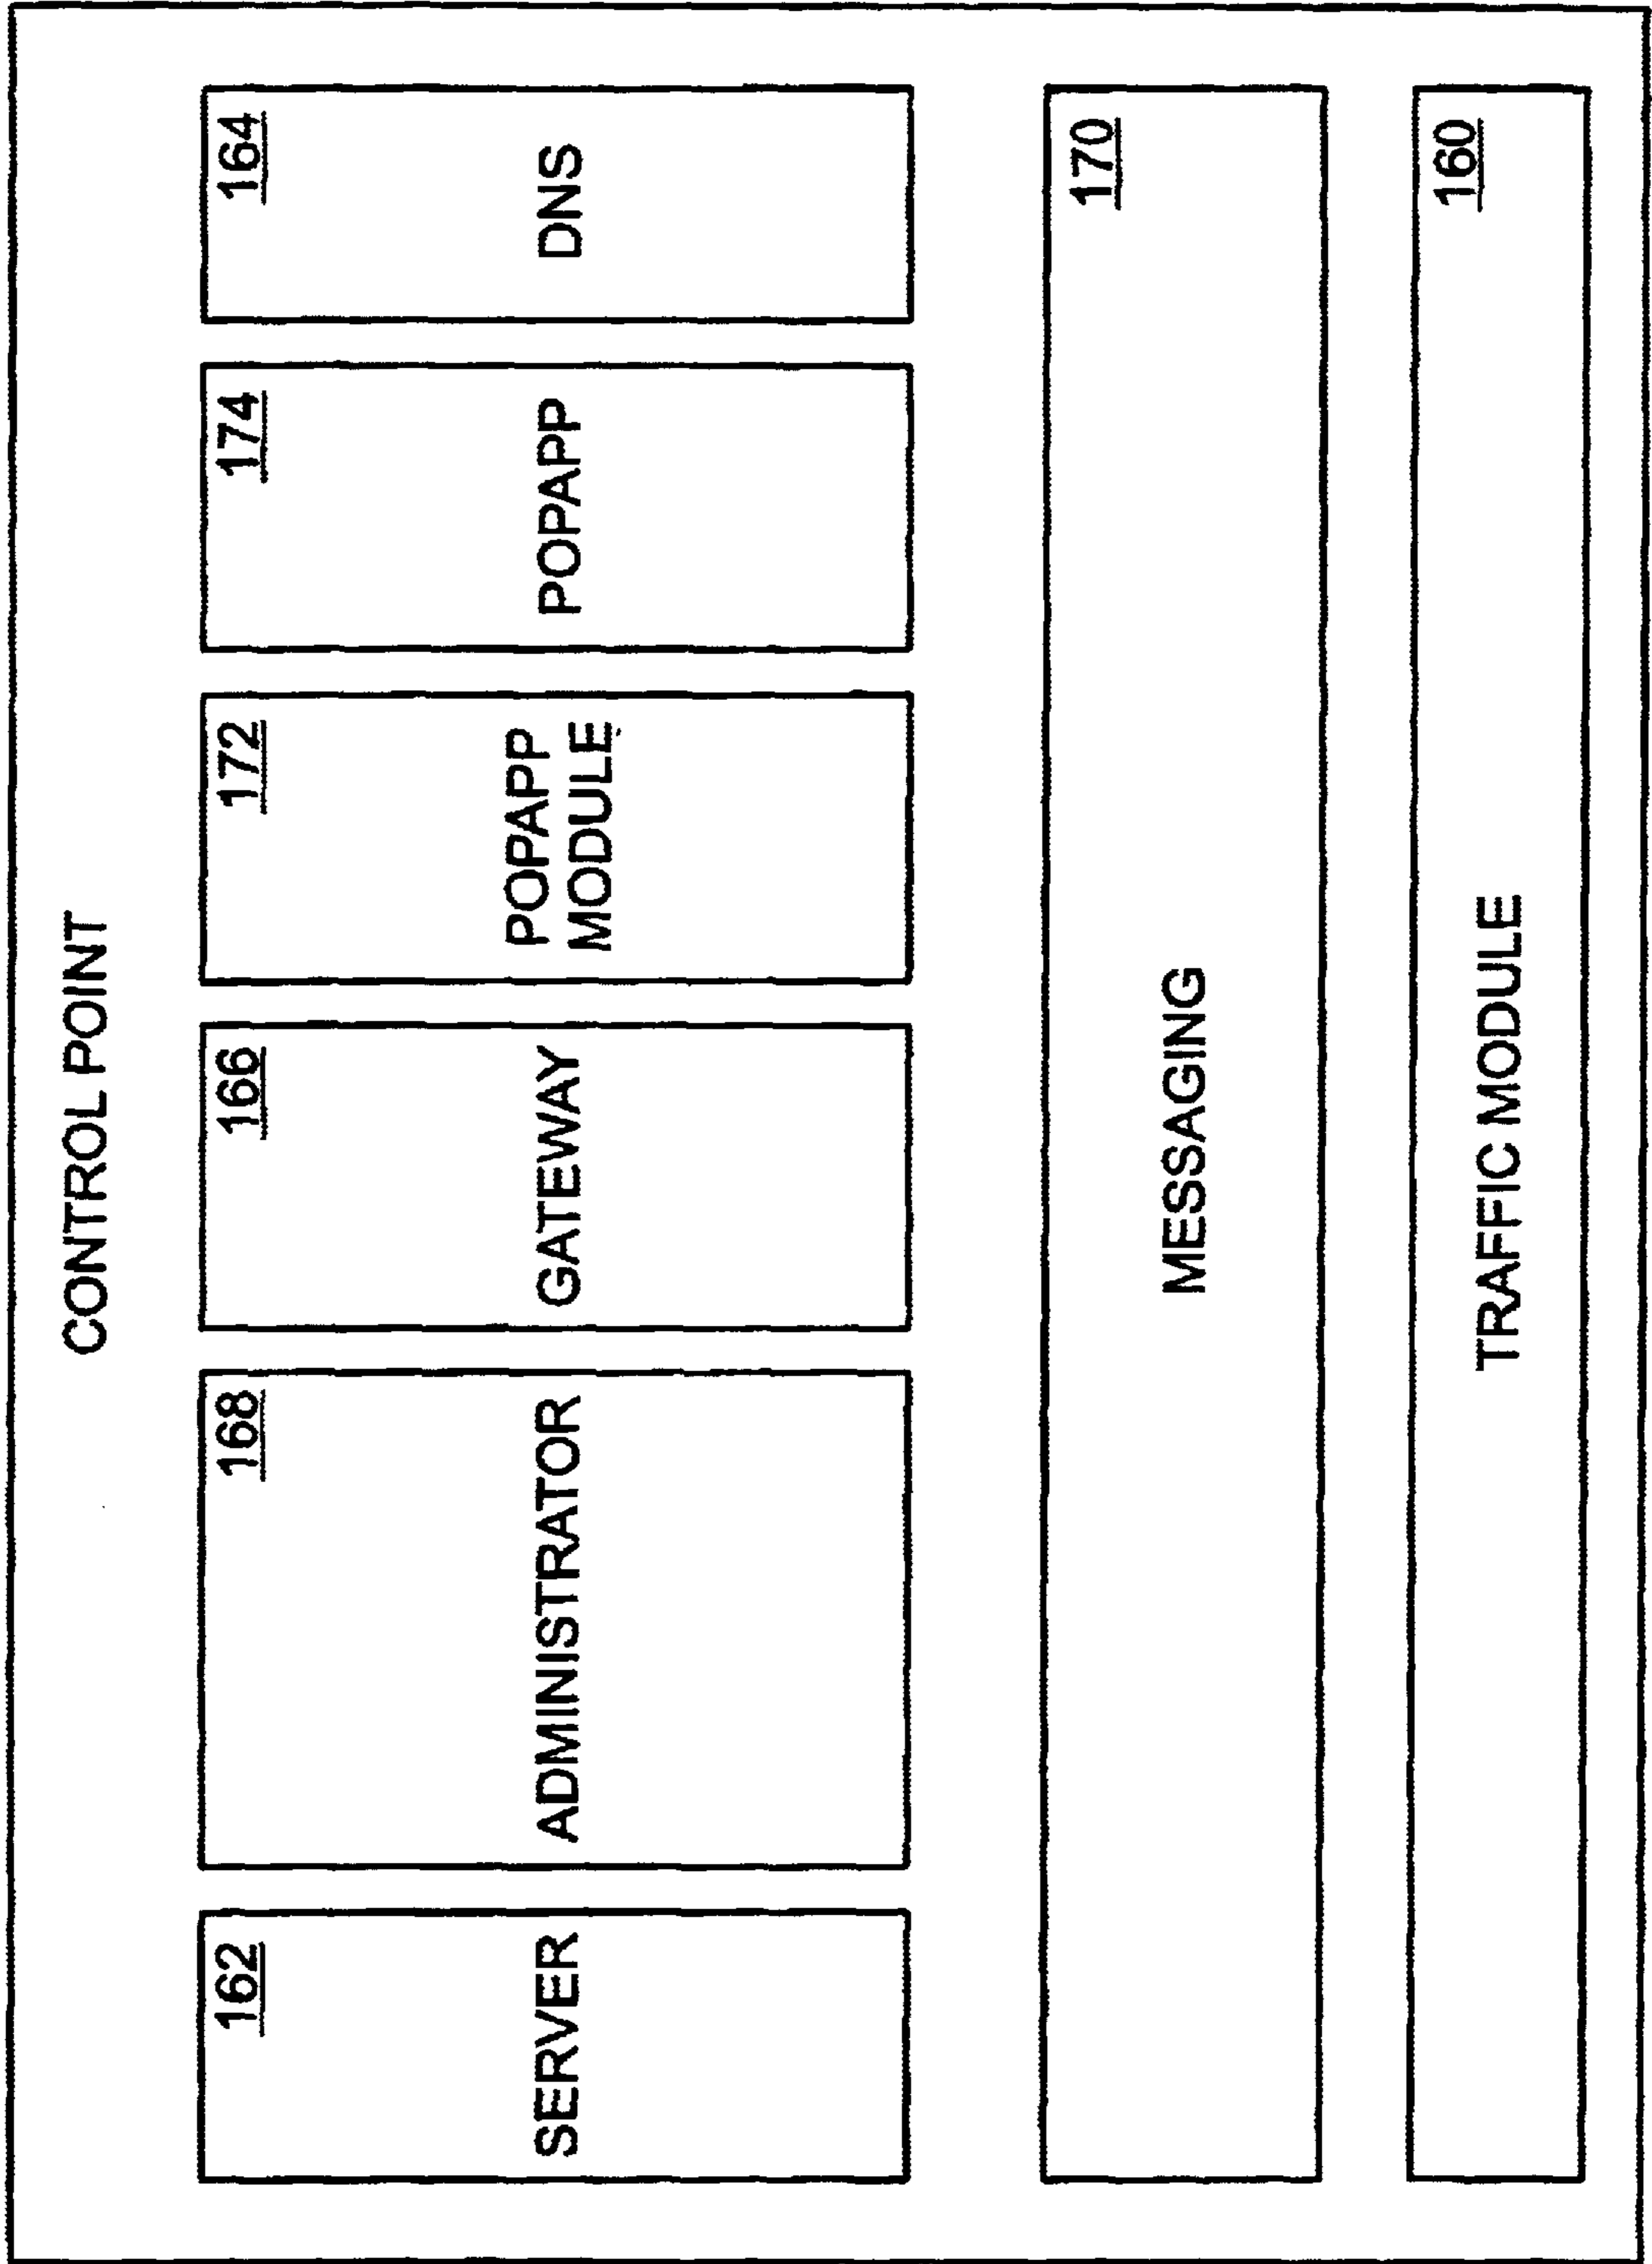 CONTROL POINT
162
SERVER
168
ADMINISTRATOR
166
GATEWAY
172
POPAPP
MODULE
174
POPAPP
164
DNS
170
MESSAGING
160
TRAFFIC MODULE